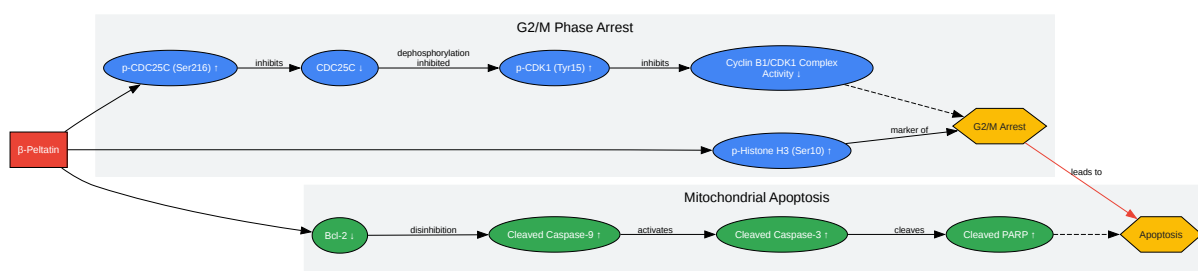 G2/M Phase Arrest
p-CDC25C (Ser216) ↑
inhibits
CDC25C ↓
dephosphorylation
inhibited
p-CDK1 (Tyr15) ↑
inhibits
Cyclin B1/CDK1 Complex
Activity ↓
β-Peltatin
p-Histone H3 (Ser10) ↑
marker of
G2/M Arrest
leads to
Mitochondrial Apoptosis
Bcl-2 ↓
disinhibition
Cleaved Caspase-9 ↑
activates
Cleaved Caspase-3 ↑
cleaves
Cleaved PARP ↑
Apoptosis